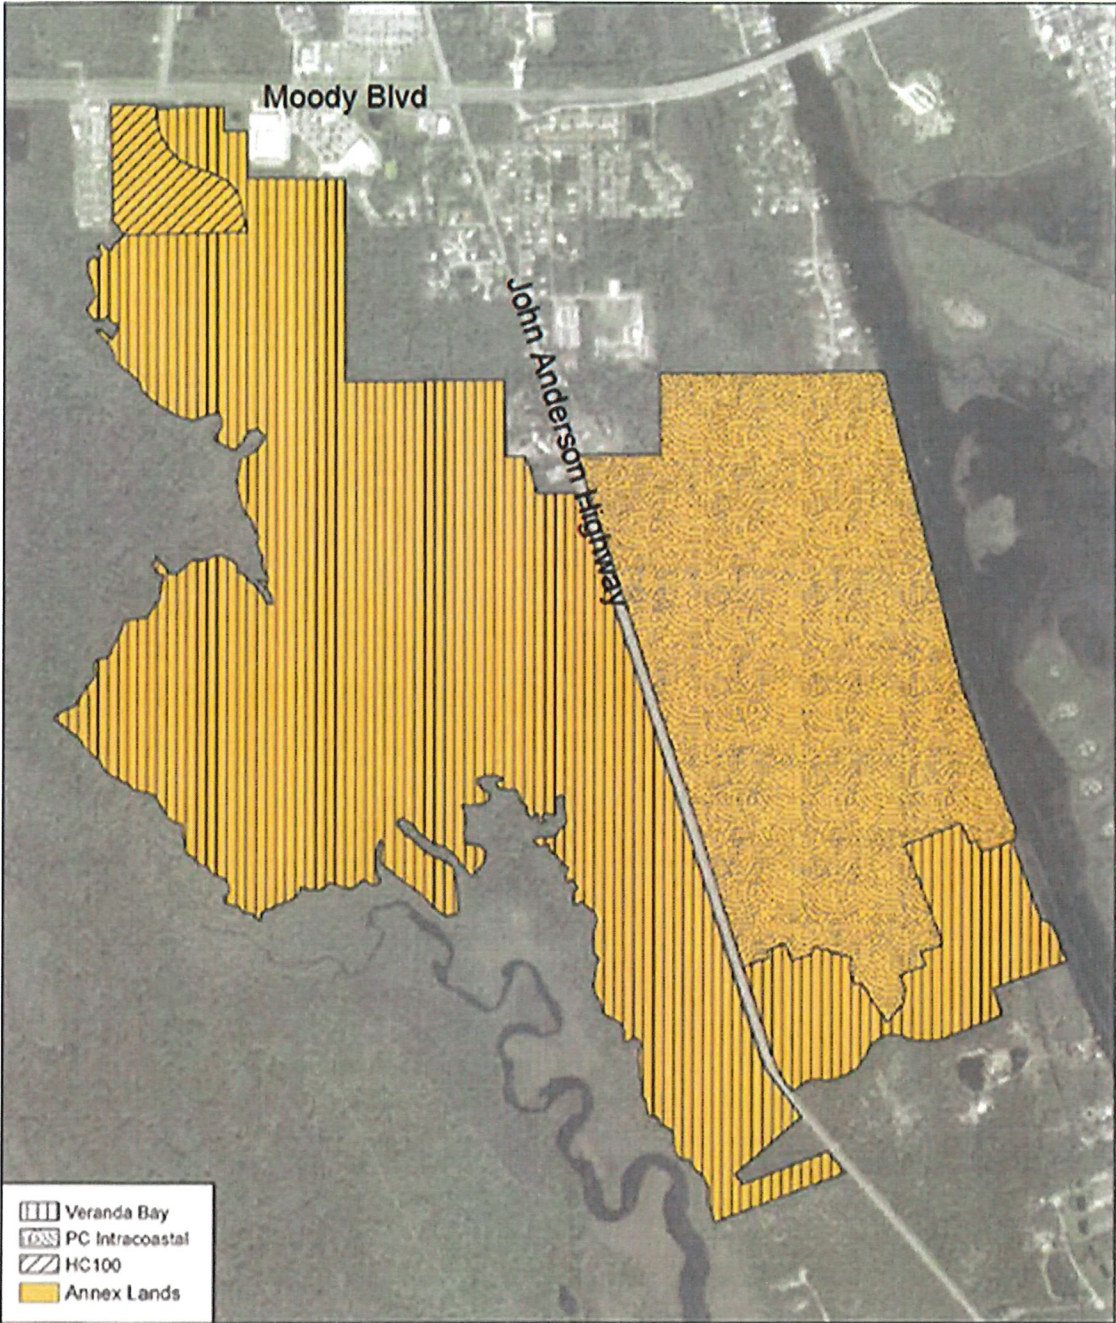 Moody Blvd
John Anderson Highway
Veranda Bay
PC Intracoastal
HC100
Annex Lands